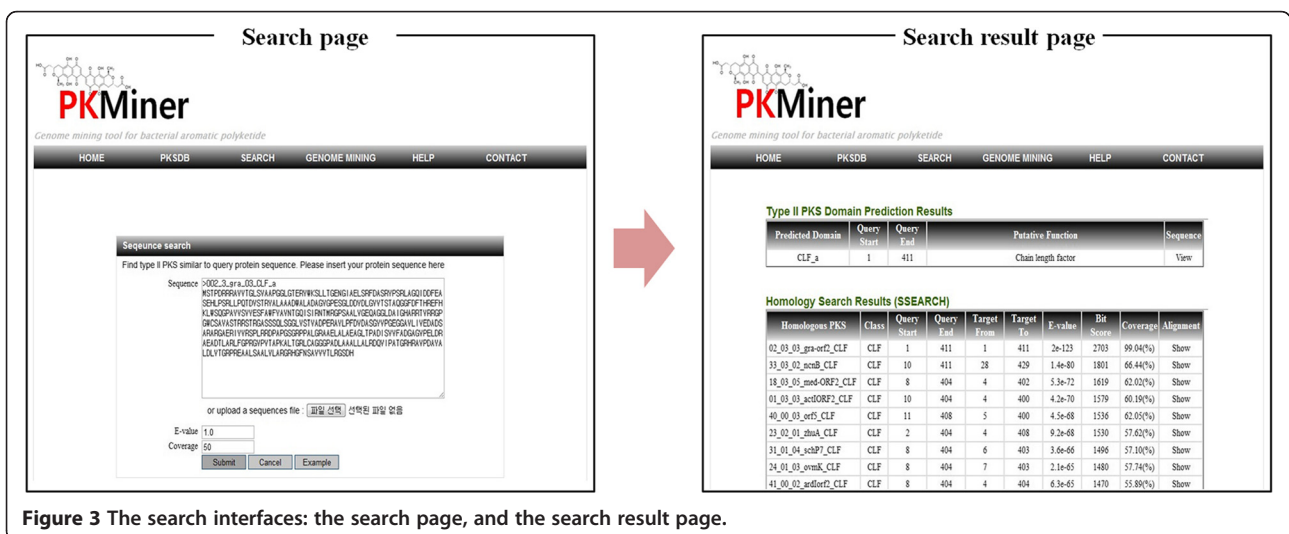 Search page
PKMiner
Genome mining tool for bacterial aromatic polyketide
HOME PKSDB SEARCH GENOME MINING HELP CONTACT
Seqeunce search
Find type II PKS similar to query protein sequence. Please insert your protein sequence here
Sequence
>002_3_gra_03_CLF_a
or upload a sequences file : 파일 선택 선택된 파일 없음
E-value 1.0
Coverage 50
Submit Cancel Example
Search result page
PKMiner
Genome mining tool for bacterial aromatic polyketide
HOME PKSDB SEARCH GENOME MINING HELP CONTACT
Type II PKS Domain Prediction Results
Predicted Domain Query Start Query End Putative Function Sequence
CLF_a 1 411 Chain length factor View
Homology Search Results (SSEARCH)
Homologous PKS Class Query Start Query End Target From Target To E-value Bit Score Coverage Alignment
02_03_03_gra-orf2_CLF CLF 1 411 1 411 2e-123 2703 99.04(%) Show
33_03_02_ncnB_CLF CLF 10 411 28 429 1.4e-80 1801 66.44(%) Show
18_03_05_med-ORF2_CLF CLF 8 404 4 402 5.3e-72 1619 62.02(%) Show
01_03_03_actIORF2_CLF CLF 10 404 4 400 4.2e-70 1579 60.19(%) Show
40_00_03_orf5_CLF CLF 11 408 5 400 4.5e-68 1536 62.05(%) Show
23_02_01_zhuA_CLF CLF 2 404 4 408 9.2e-68 1530 57.62(%) Show
31_01_04_schP7_CLF CLF 8 404 6 403 3.6e-66 1496 57.10(%) Show
24_01_03_ovmK_CLF CLF 8 404 7 403 2.1e-65 1480 57.74(%) Show
41_00_02_ardIorf2_CLF CLF 8 404 4 404 6.3e-65 1470 55.89(%) Show
Figure 3 The search interfaces: the search page, and the search result page.